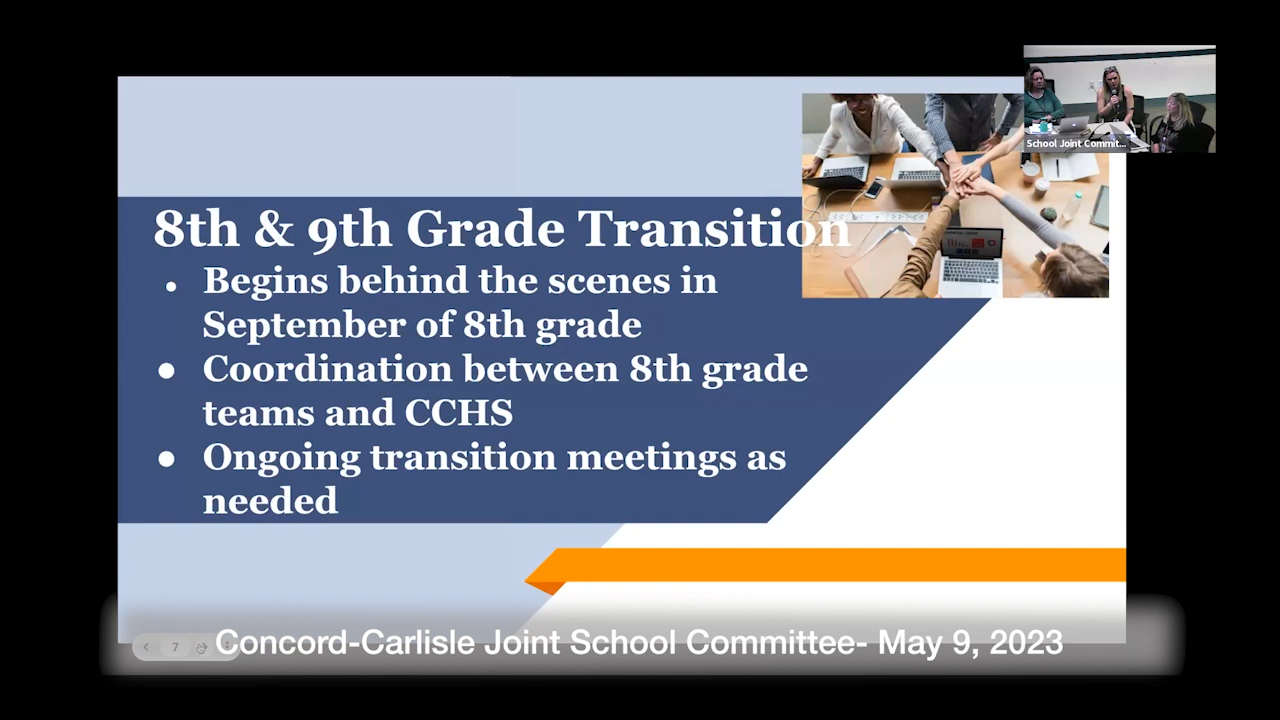 School Joint Commit...
8th & 9th Grade Transition
• Begins behind the scenes in
September of 8th grade
• Coordination between 8th grade
teams and CCHS
• Ongoing transition meetings as
needed
7
Concord-Carlisle Joint School Committee- May 9, 2023